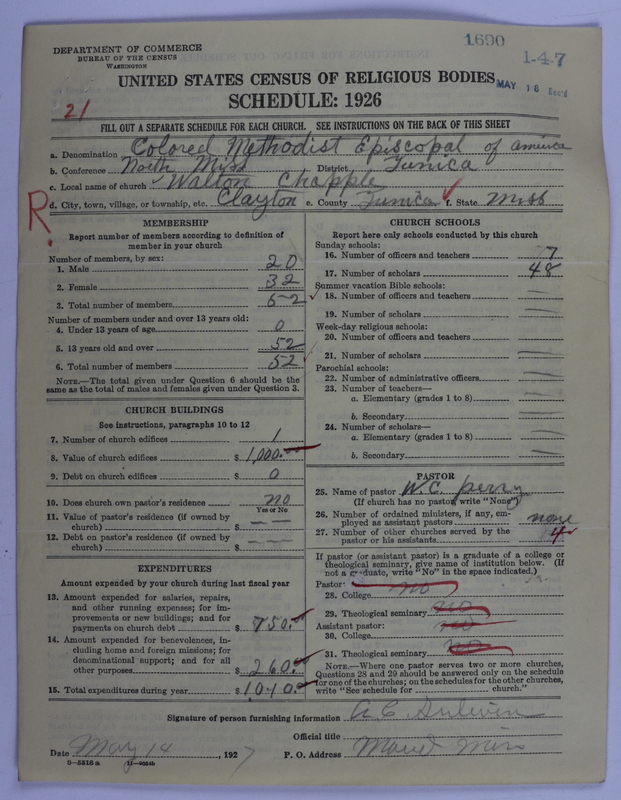 1690
1-4-7
MAY 18 Rec'd
DEPARTMENT OF COMMERCE
BUREAU OF THE CENSUS
WASHINGTON
UNITED STATES CENSUS OF RELIGIOUS BODIES
SCHEDULE: 1926
21
FILL OUT A SEPARATE SCHEDULE FOR EACH CHURCH. SEE INSTRUCTIONS ON THE BACK OF THIS SHEET
a. Denomination Colored Methodist Episcopal of america
b. Conference North Miss District Tunica
c. Local name of church Walton Chapple
R. d. City, town, village, or township, etc. Clayton e. County Tunica f. State Miss
MEMBERSHIP
Report number of members according to definition of
member in your church
Number of members, by sex:
1. Male 20
2. Female 32
3. Total number of members 52
Number of members under and over 13 years old:
4. Under 13 years of age 0
5. 13 years old and over 52
6. Total number of members 52
NOTE.—The total given under Question 6 should be
same as the total of males and females given under Question 3.
CHURCH BUILDINGS
See instructions, paragraphs 10 to 12
7. Number of church edifices 1
8. Value of church edifices $ 1,000.00
9. Debt on church edifices $ 0
10. Does church own pastor's residence no
Yes or No
11. Value of pastor's residence (if owned by
church) $ — —
12. Debt on pastor's residence (if owned by
church) $ — —
EXPENDITURES
Amount expended by your church during last fiscal year
13. Amount expended for salaries, repairs,
and other running expenses; for im-
provements or new buildings; and for
payments on church debt $ 750.00
14. Amount expended for benevolences, in-
cluding home and foreign missions; for
denominational support; and for all
other purposes $ 260.00
15. Total expenditures during year $ 1010.00
CHURCH SCHOOLS
Report here only schools conducted by this church
Sunday schools:
16. Number of officers and teachers 7
17. Number of scholars 48
Summer vacation Bible schools:
18. Number of officers and teachers
19. Number of scholars
Week-day religious schools:
20. Number of officers and teachers
21. Number of scholars
Parochial schools:
22. Number of administrative officers
23. Number of teachers—
a. Elementary (grades 1 to 8)
b. Secondary
24. Number of scholars—
a. Elementary (grades 1 to 8)
b. Secondary
PASTOR
25. Name of pastor W.C. perry
(If church has no pastor, write "None")
26. Number of ordained ministers, if any, em-
ployed as assistant pastors none
27. Number of other churches served by the
pastor or his assistants 4
If pastor (or assistant pastor) is a graduate of a college or
theological seminary, give name of institution below. (If
not a graduate, write "No" in the space indicated.)
Pastor:
28. College no
29. Theological seminary no
Assistant pastor:
30. College no
31. Theological seminary no
NOTE.—Where one pastor serves two or more churches,
Questions 28 and 29 should be answered only on the schedule
for one of the churches; on the schedules for the other churches,
write "See schedule for church."
Signature of person furnishing information
Official title
Date May 14, 1927 P. O. Address Miss
8-5516 a